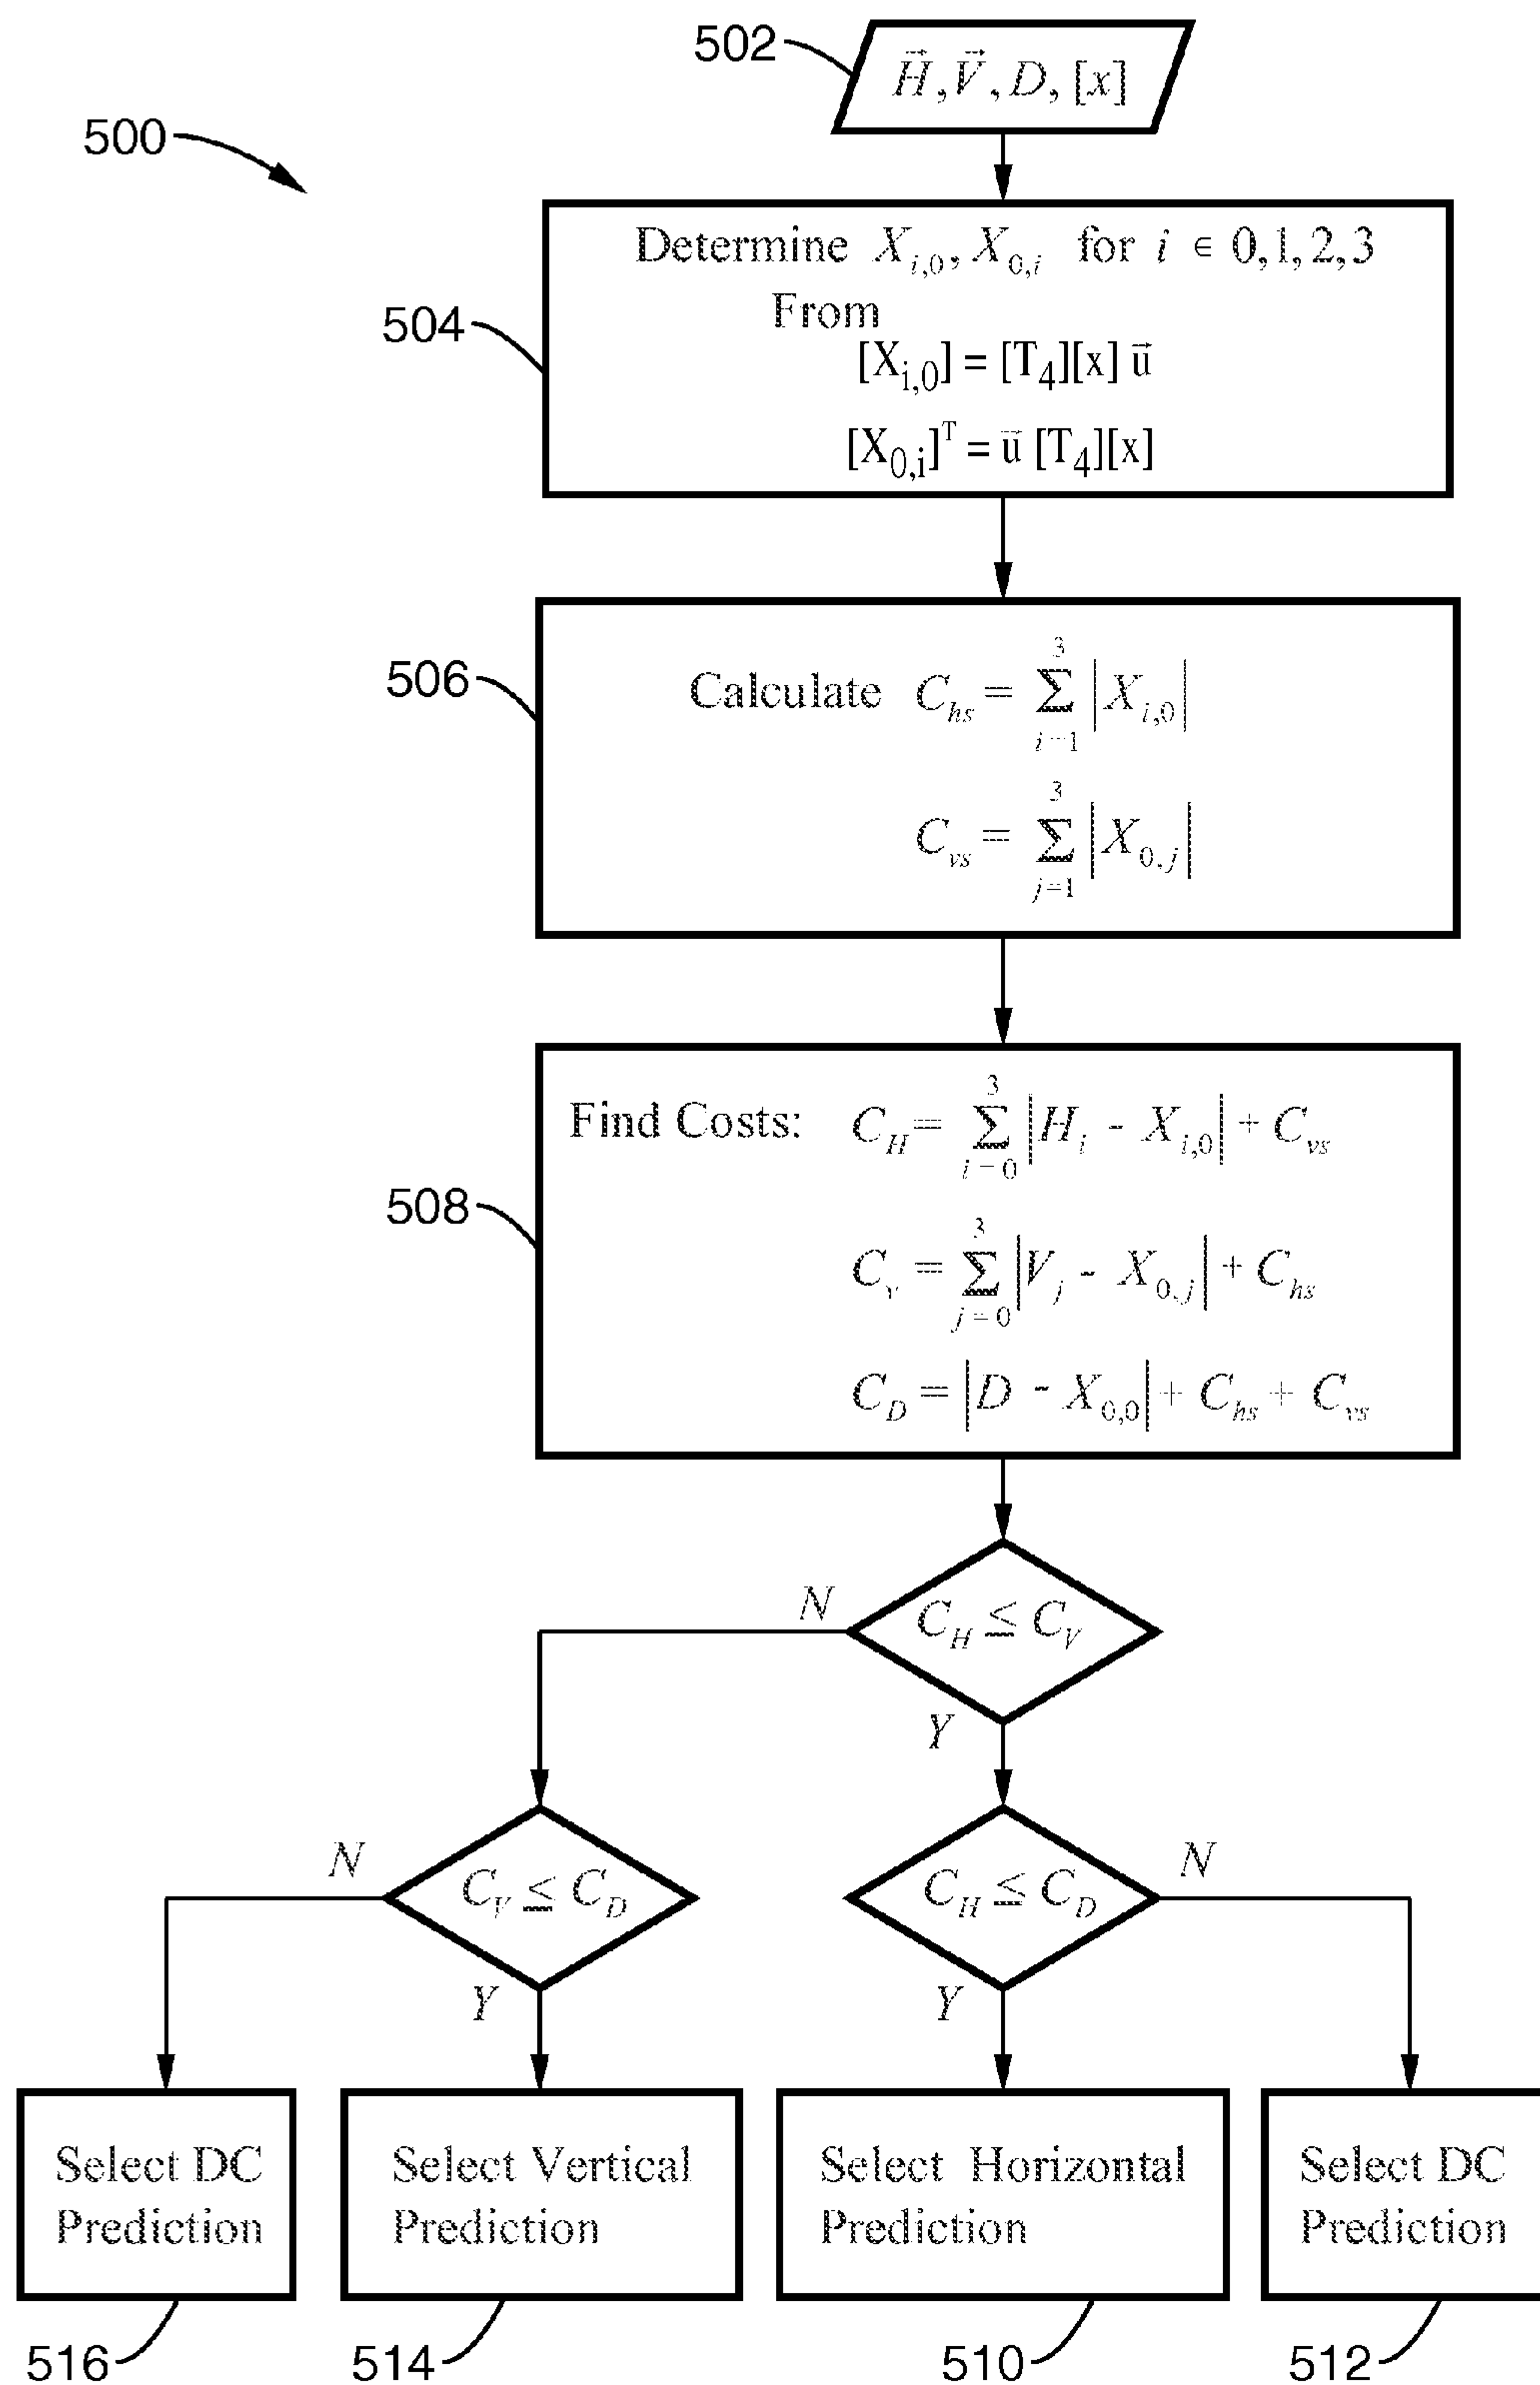 502
H⃗, V⃗, D, [x]
500
Determine X_{i,0}, X_{0,i} for i ∈ 0,1,2,3
From
504
[X_{i,0}] = [T_4][x] u⃗
[X_{0,i}]^T = u⃗ [T_4][x]
506
Calculate C_{hs} = \sum_{i=1}^{3} |X_{i,0}|
C_{vs} = \sum_{j=1}^{3} |X_{0,j}|
Find Costs: C_H = \sum_{i=0}^{3} |H_i - X_{i,0}| + C_{vs}
508
C_v = \sum_{j=0}^{3} |V_j - X_{0,j}| + C_{hs}
C_D = |D - X_{0,0}| + C_{hs} + C_{vs}
N
C_H ≤ C_V
Y
N
C_V ≤ C_D
Y
C_H ≤ C_D
N
Y
Select DC
Prediction
Select Vertical
Prediction
Select Horizontal
Prediction
Select DC
Prediction
516
514
510
512